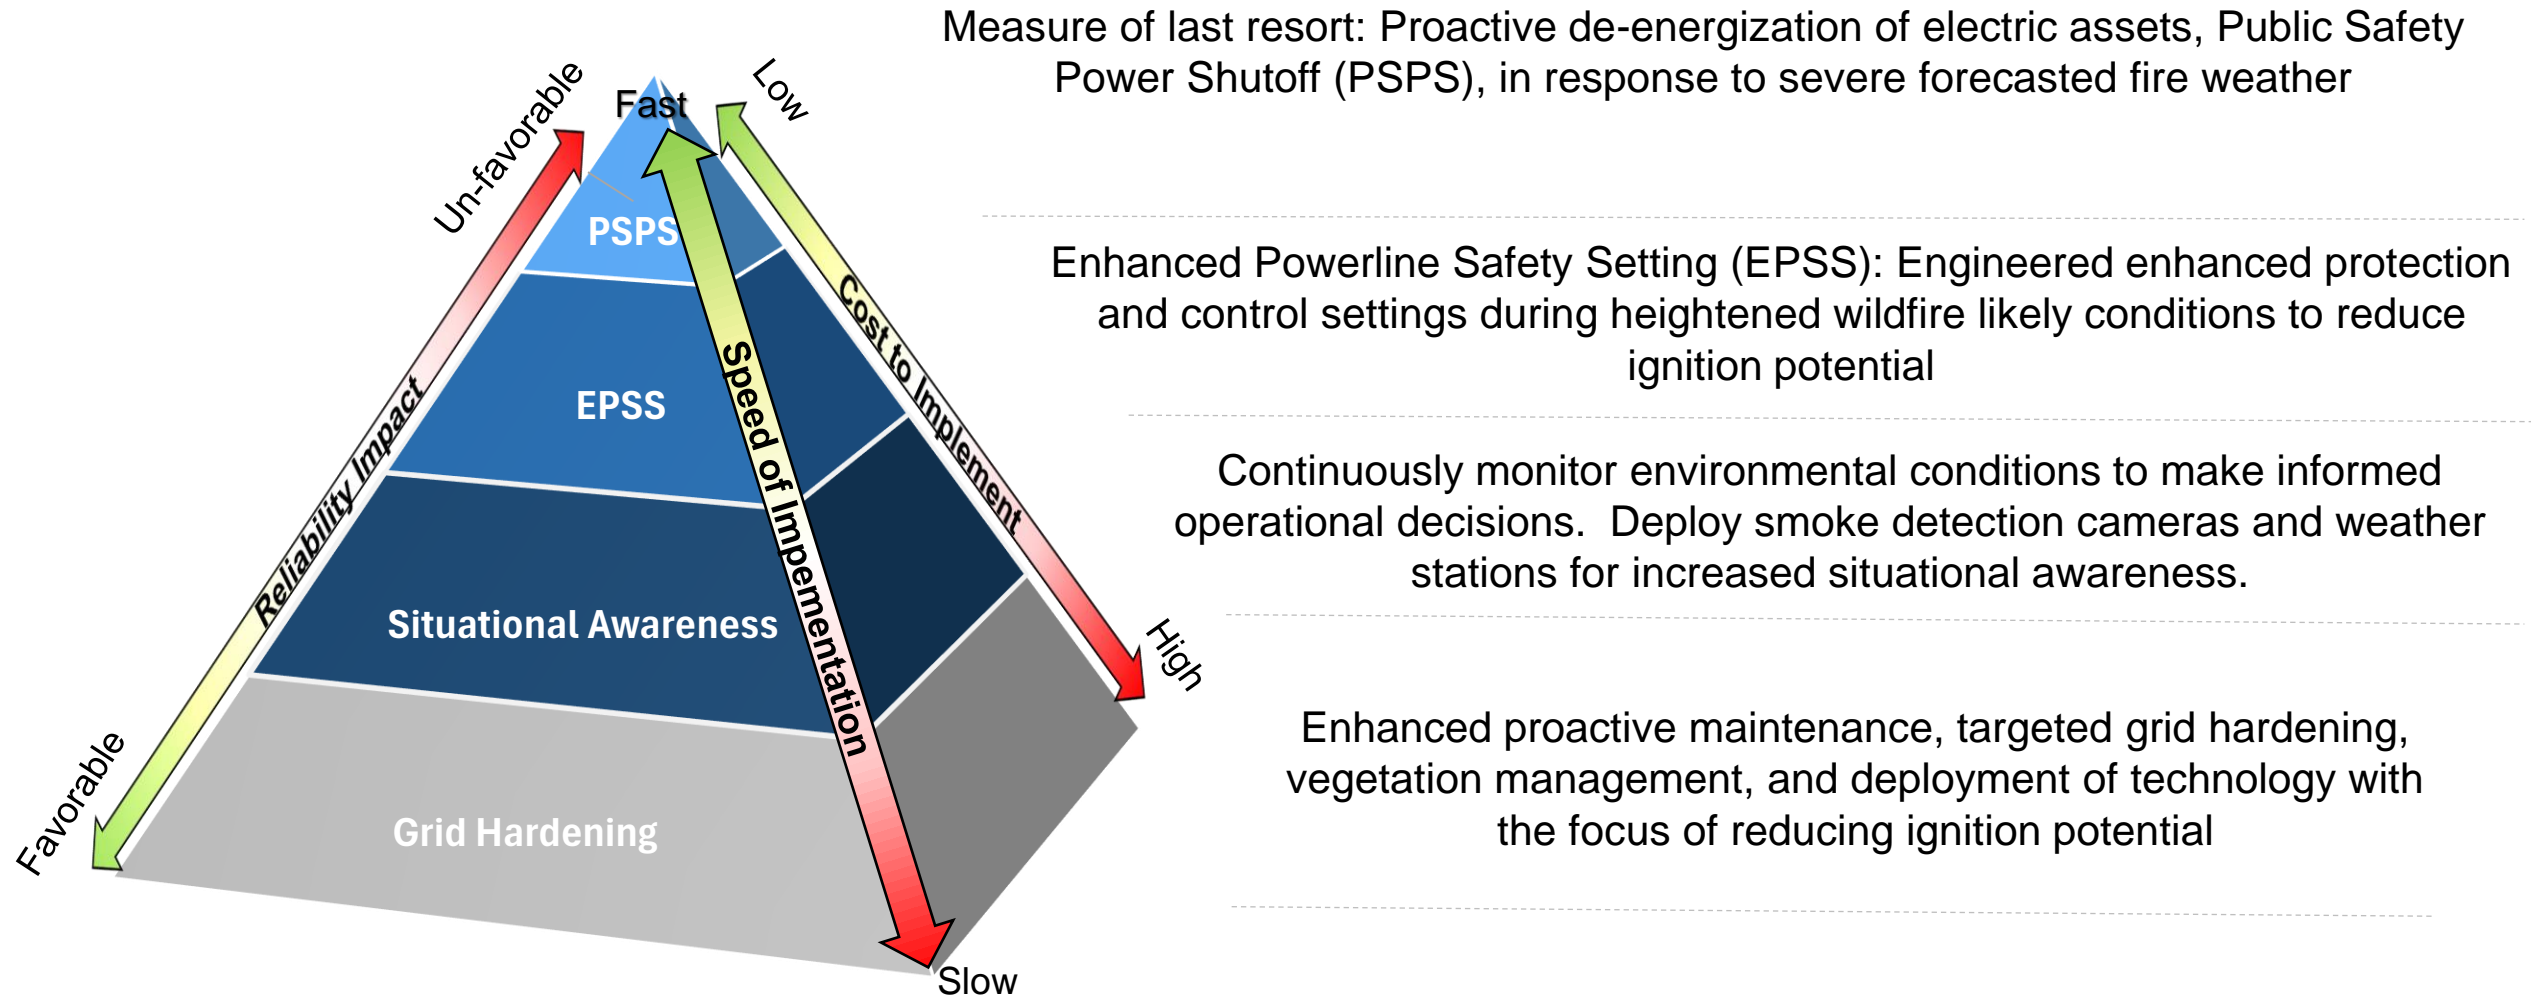 Measure of last resort: Proactive de-energization of electric assets, Public Safety
Power Shutoff (PSPS), in response to severe forecasted fire weather
Un-favorable
Fast
Low
PSPS
Enhanced Powerline Safety Setting (EPSS): Engineered enhanced protection
and control settings during heightened wildfire likely conditions to reduce
ignition potential
EPSS
Reliability Impact
Speed of Impementation
Cost to Implement
Continuously monitor environmental conditions to make informed
operational decisions.  Deploy smoke detection cameras and weather
stations for increased situational awareness.
Situational Awareness
High
Enhanced proactive maintenance, targeted grid hardening,
vegetation management, and deployment of technology with
the focus of reducing ignition potential
Favorable
Grid Hardening
Slow